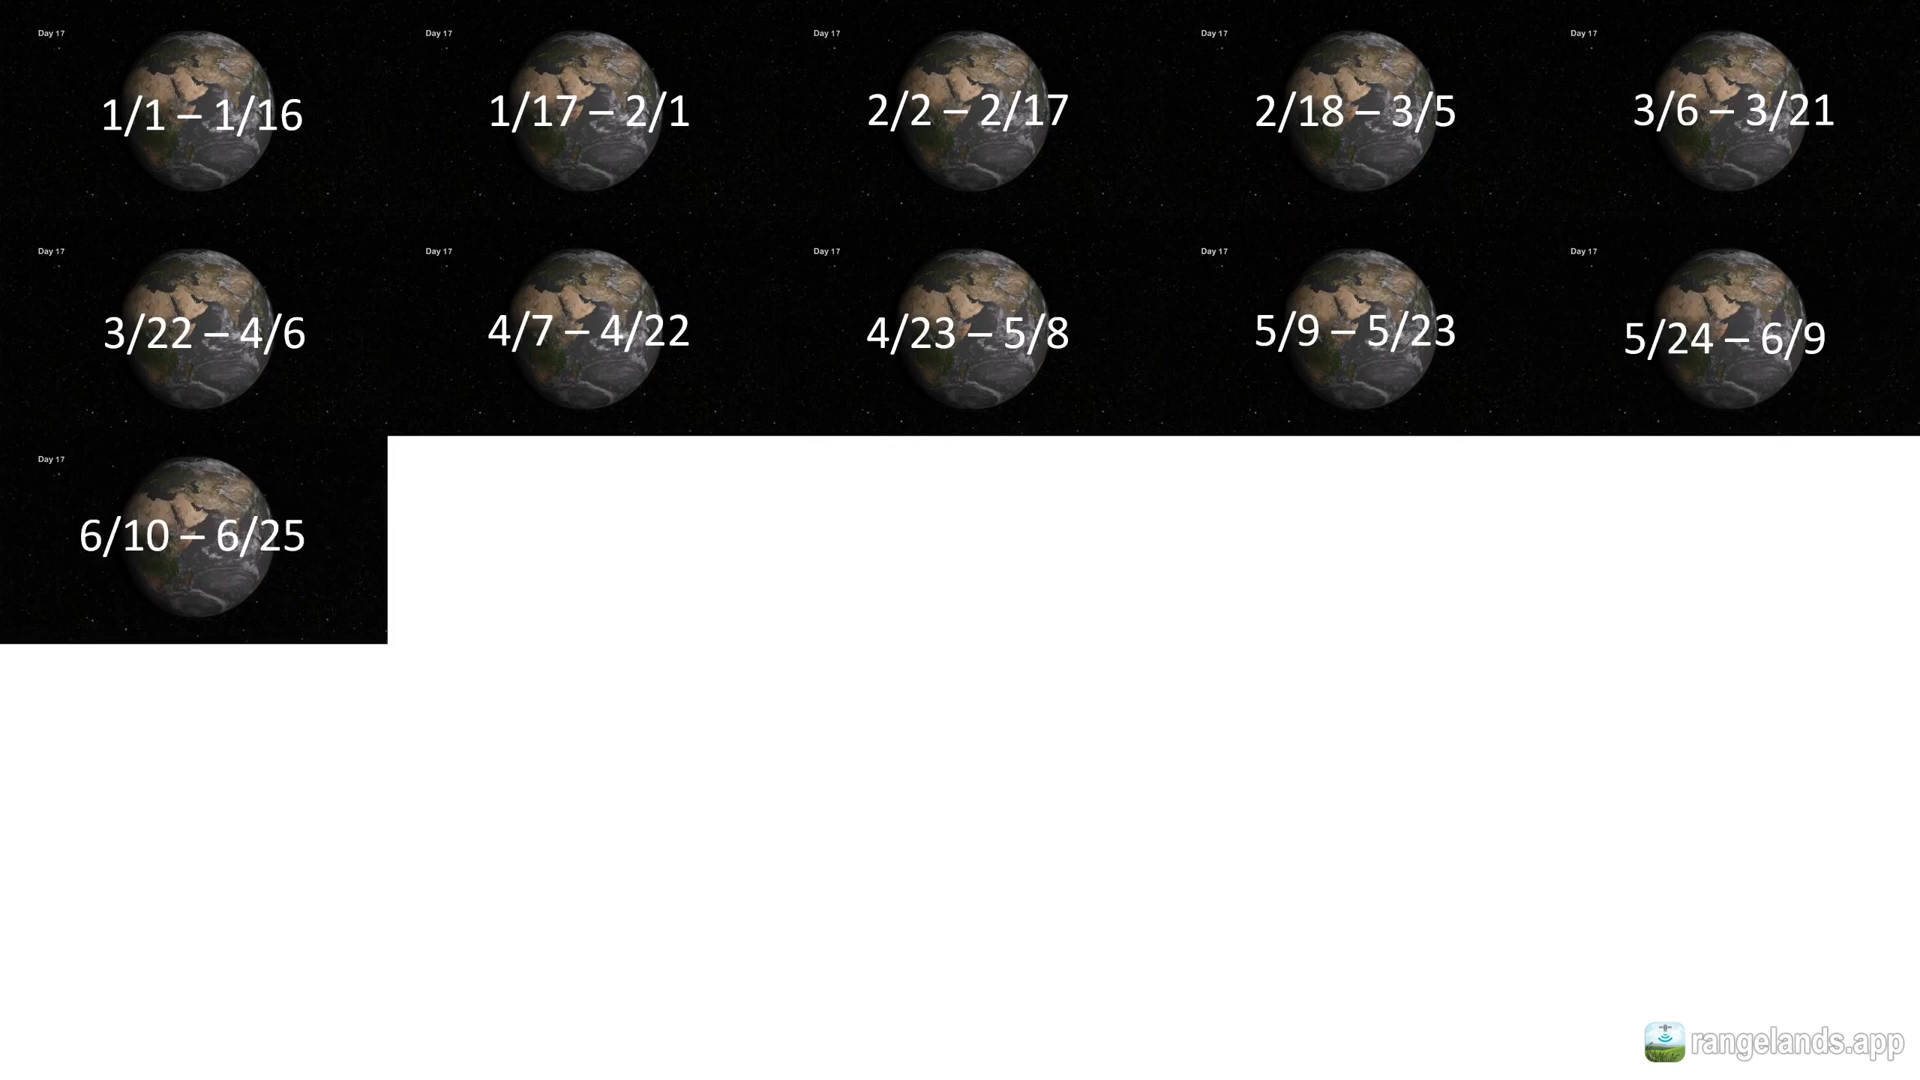 Day 17
1/1 – 1/16
Day 17
1/17 – 2/1
Day 17
2/2 – 2/17
Day 17
2/18 – 3/5
Day 17
3/6 – 3/21
Day 17
3/22 – 4/6
Day 17
4/7 – 4/22
Day 17
4/23 – 5/8
Day 17
5/9 – 5/23
Day 17
5/24 – 6/9
Day 17
6/10 – 6/25
rangelands.app